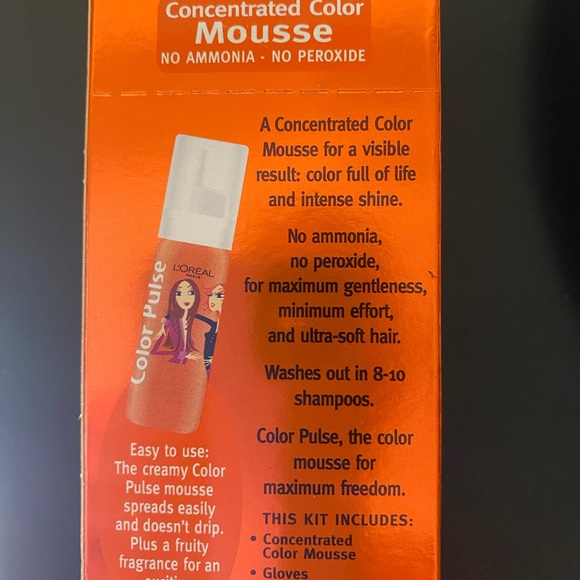 Concentrated Color
Mousse
NO AMMONIA - NO PEROXIDE
A Concentrated Color
Mousse for a visible
result: color full of life
and intense shine.
No ammonia,
no peroxide,
for maximum gentleness,
minimum effort,
and ultra-soft hair.
Washes out in 8-10
shampoos.
Color Pulse, the color
mousse for
maximum freedom.
THIS KIT INCLUDES:
• Concentrated
Color Mousse
• Gloves
L'ORÉAL
PARIS
Color Pulse
Easy to use:
The creamy Color
Pulse mousse
spreads easily
and doesn't drip.
Plus a fruity
fragrance for an